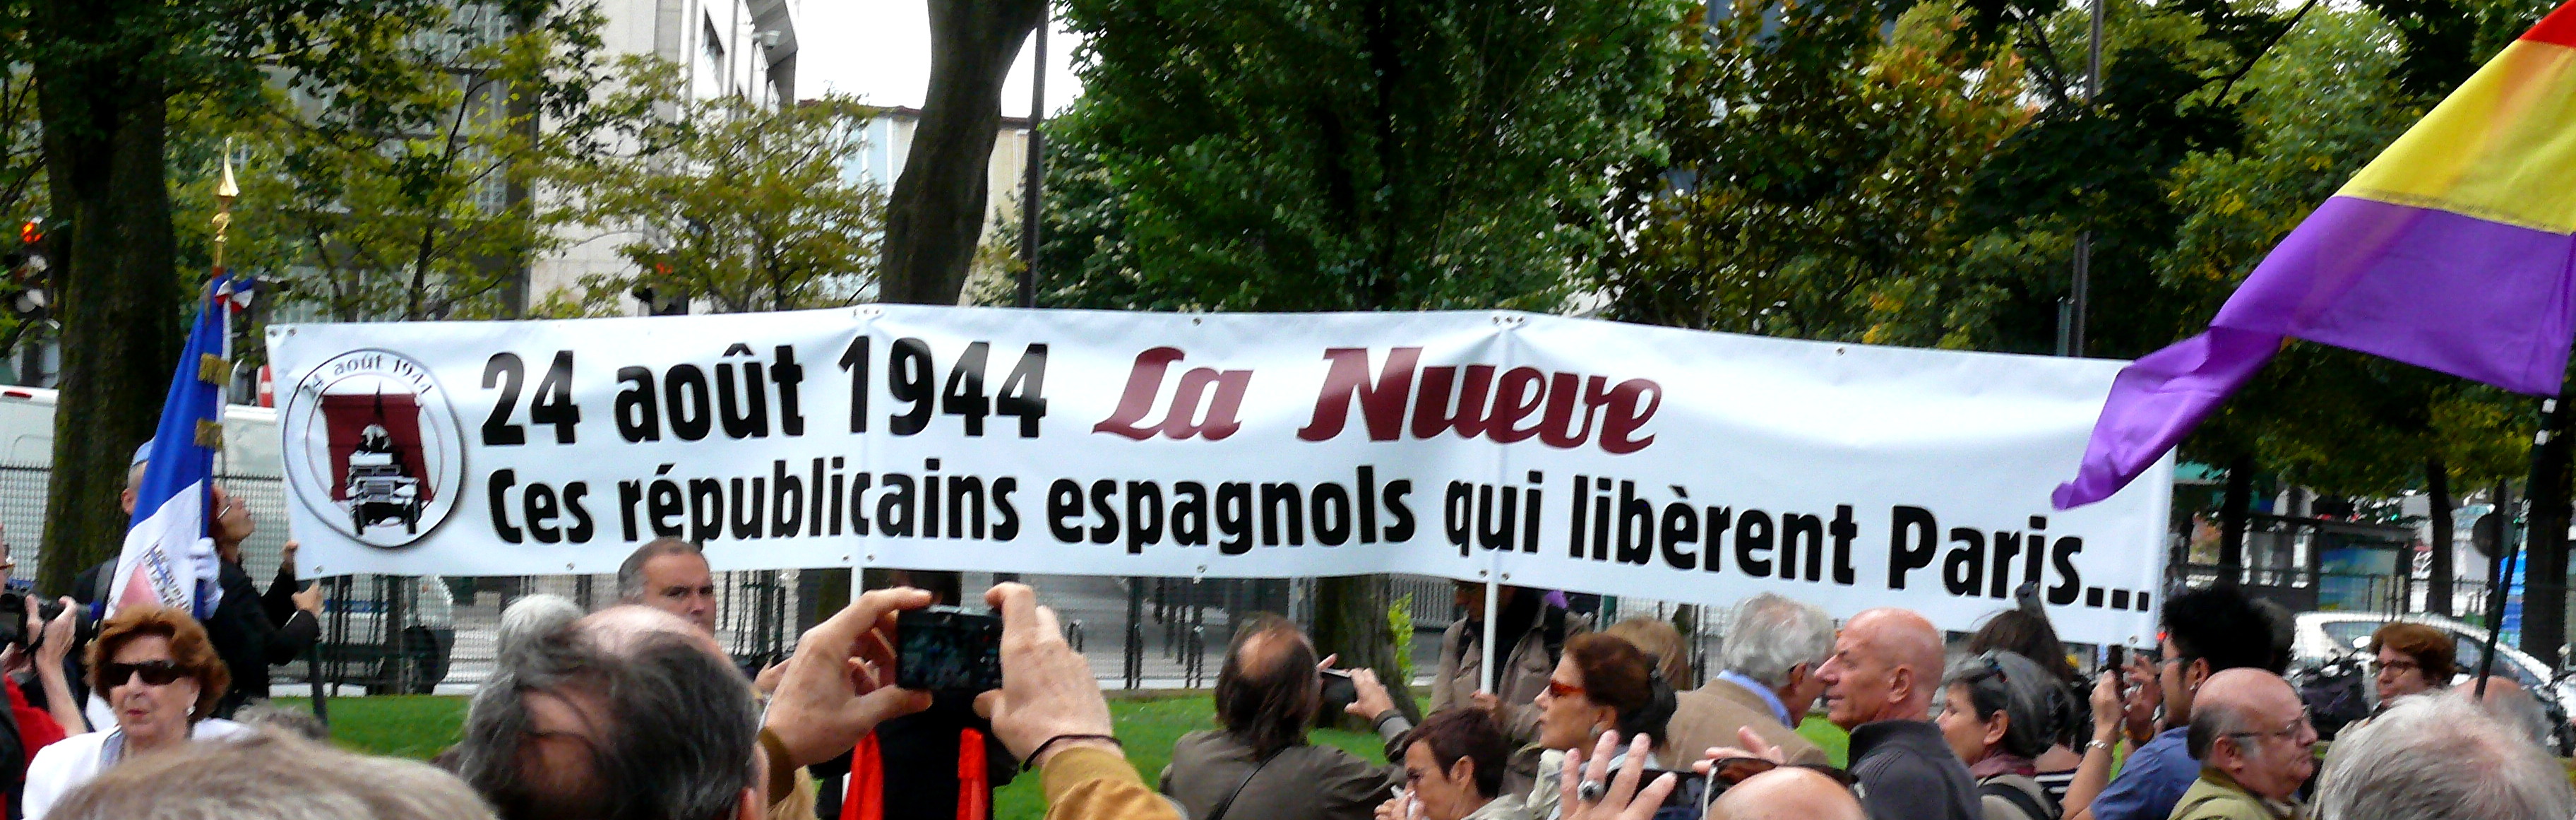 24 août 1944
24 août 1944 La Nueve
Ces républicains espagnols qui libèrent Paris...